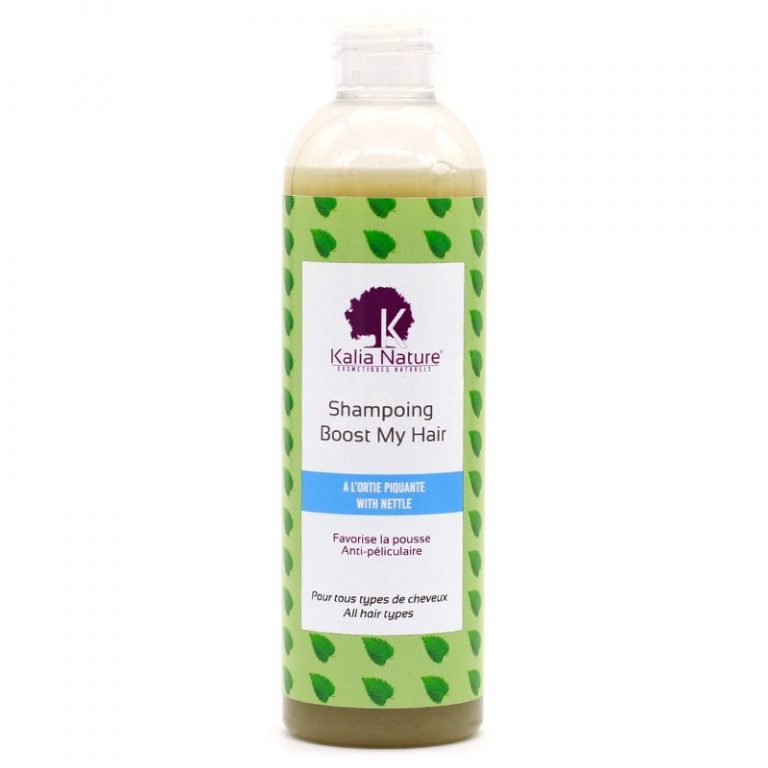 K
Kalia Nature®
COSMETIQUES NATURELLE
Shampoing
Boost My Hair
A L'ORTIE PIQUANTE
WITH NETTLE
Favorise la pousse
Anti-péliculaire
Pour tous types de cheveux
All hair types